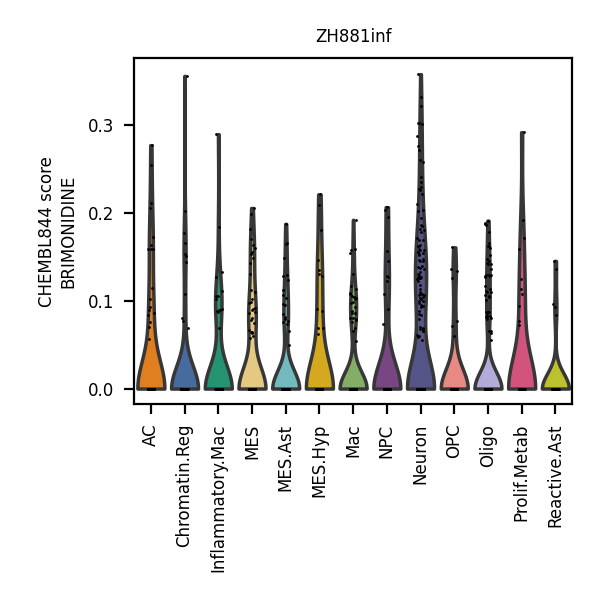 ZH881inf
CHEMBL844 score
BRIMONIDINE
0.3
0.2
0.1
0.0
AC
Chromatin.Reg
Inflammatory.Mac
MES
MES.Ast
MES.Hyp
Mac
NPC
Neuron
OPC
Oligo
Prolif.Metab
Reactive.Ast